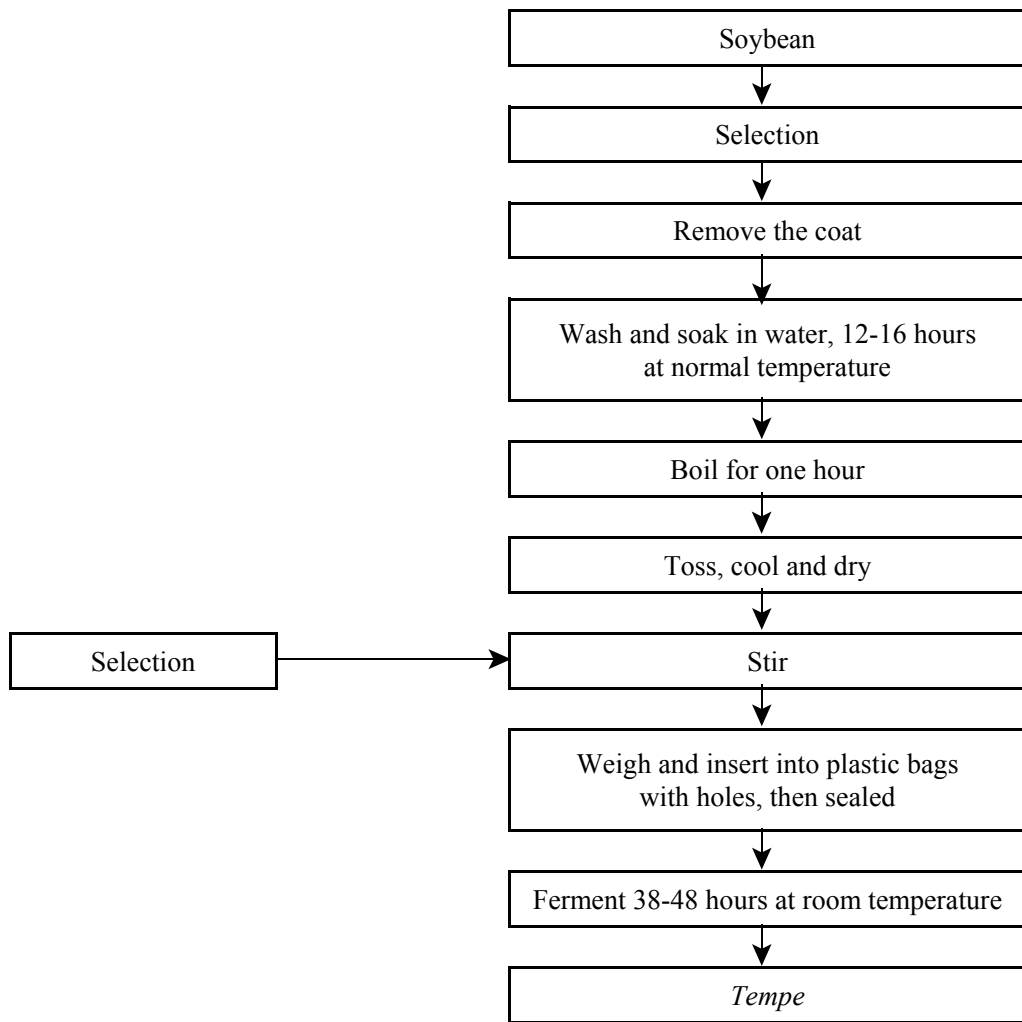 Soybean
Selection
Remove the coat
Wash and soak in water, 12-16 hours
at normal temperature
Boil for one hour
Toss, cool and dry
Selection
Stir
Weigh and insert into plastic bags
with holes, then sealed
Ferment 38-48 hours at room temperature
Tempe